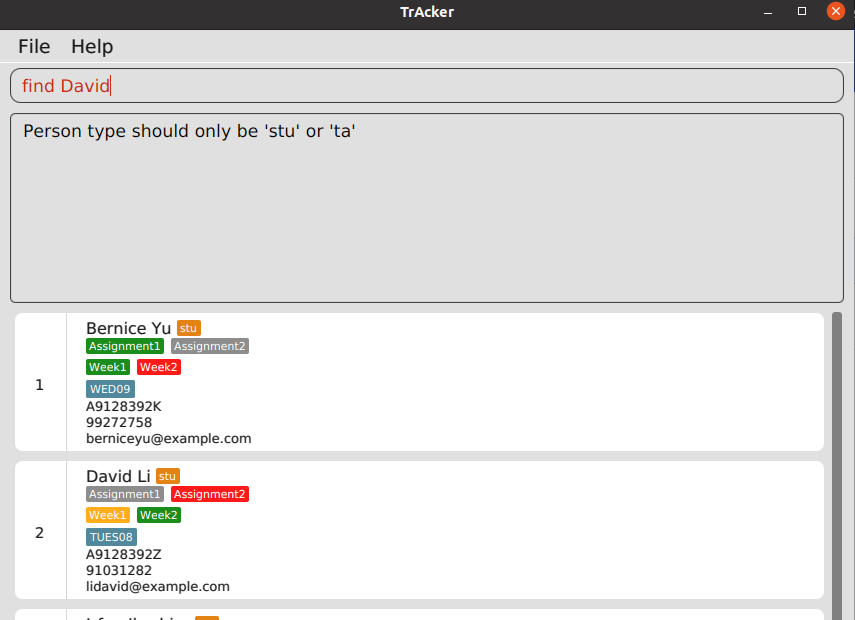 TrAcker
File Help
find David
Person type should only be 'stu' or 'ta'
Bernice Yu stu
Assignment1 Assignment2
Week1 Week2
1
WED09
A9128392K
99272758
berniceyu@example.com
David Li stu
Assignment1 Assignment2
Week1 Week2
2
TUES08
A9128392Z
91031282
lidavid@example.com